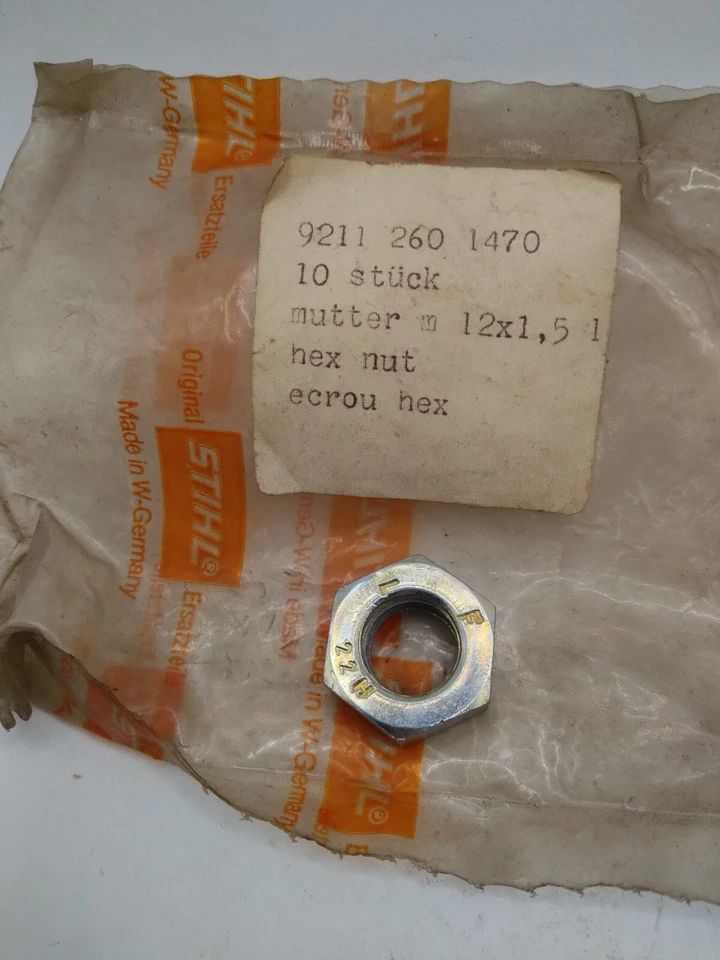 9211 260 1470
10 stück
mutter m 12x1,5 l
hex nut
ecrou hex
STIHL®
W-Germany
Ersatzteile
Original
STIHL®
Ersatzteile
Made in W-Germany
Made in W-Germany
STIHL®
L
22H